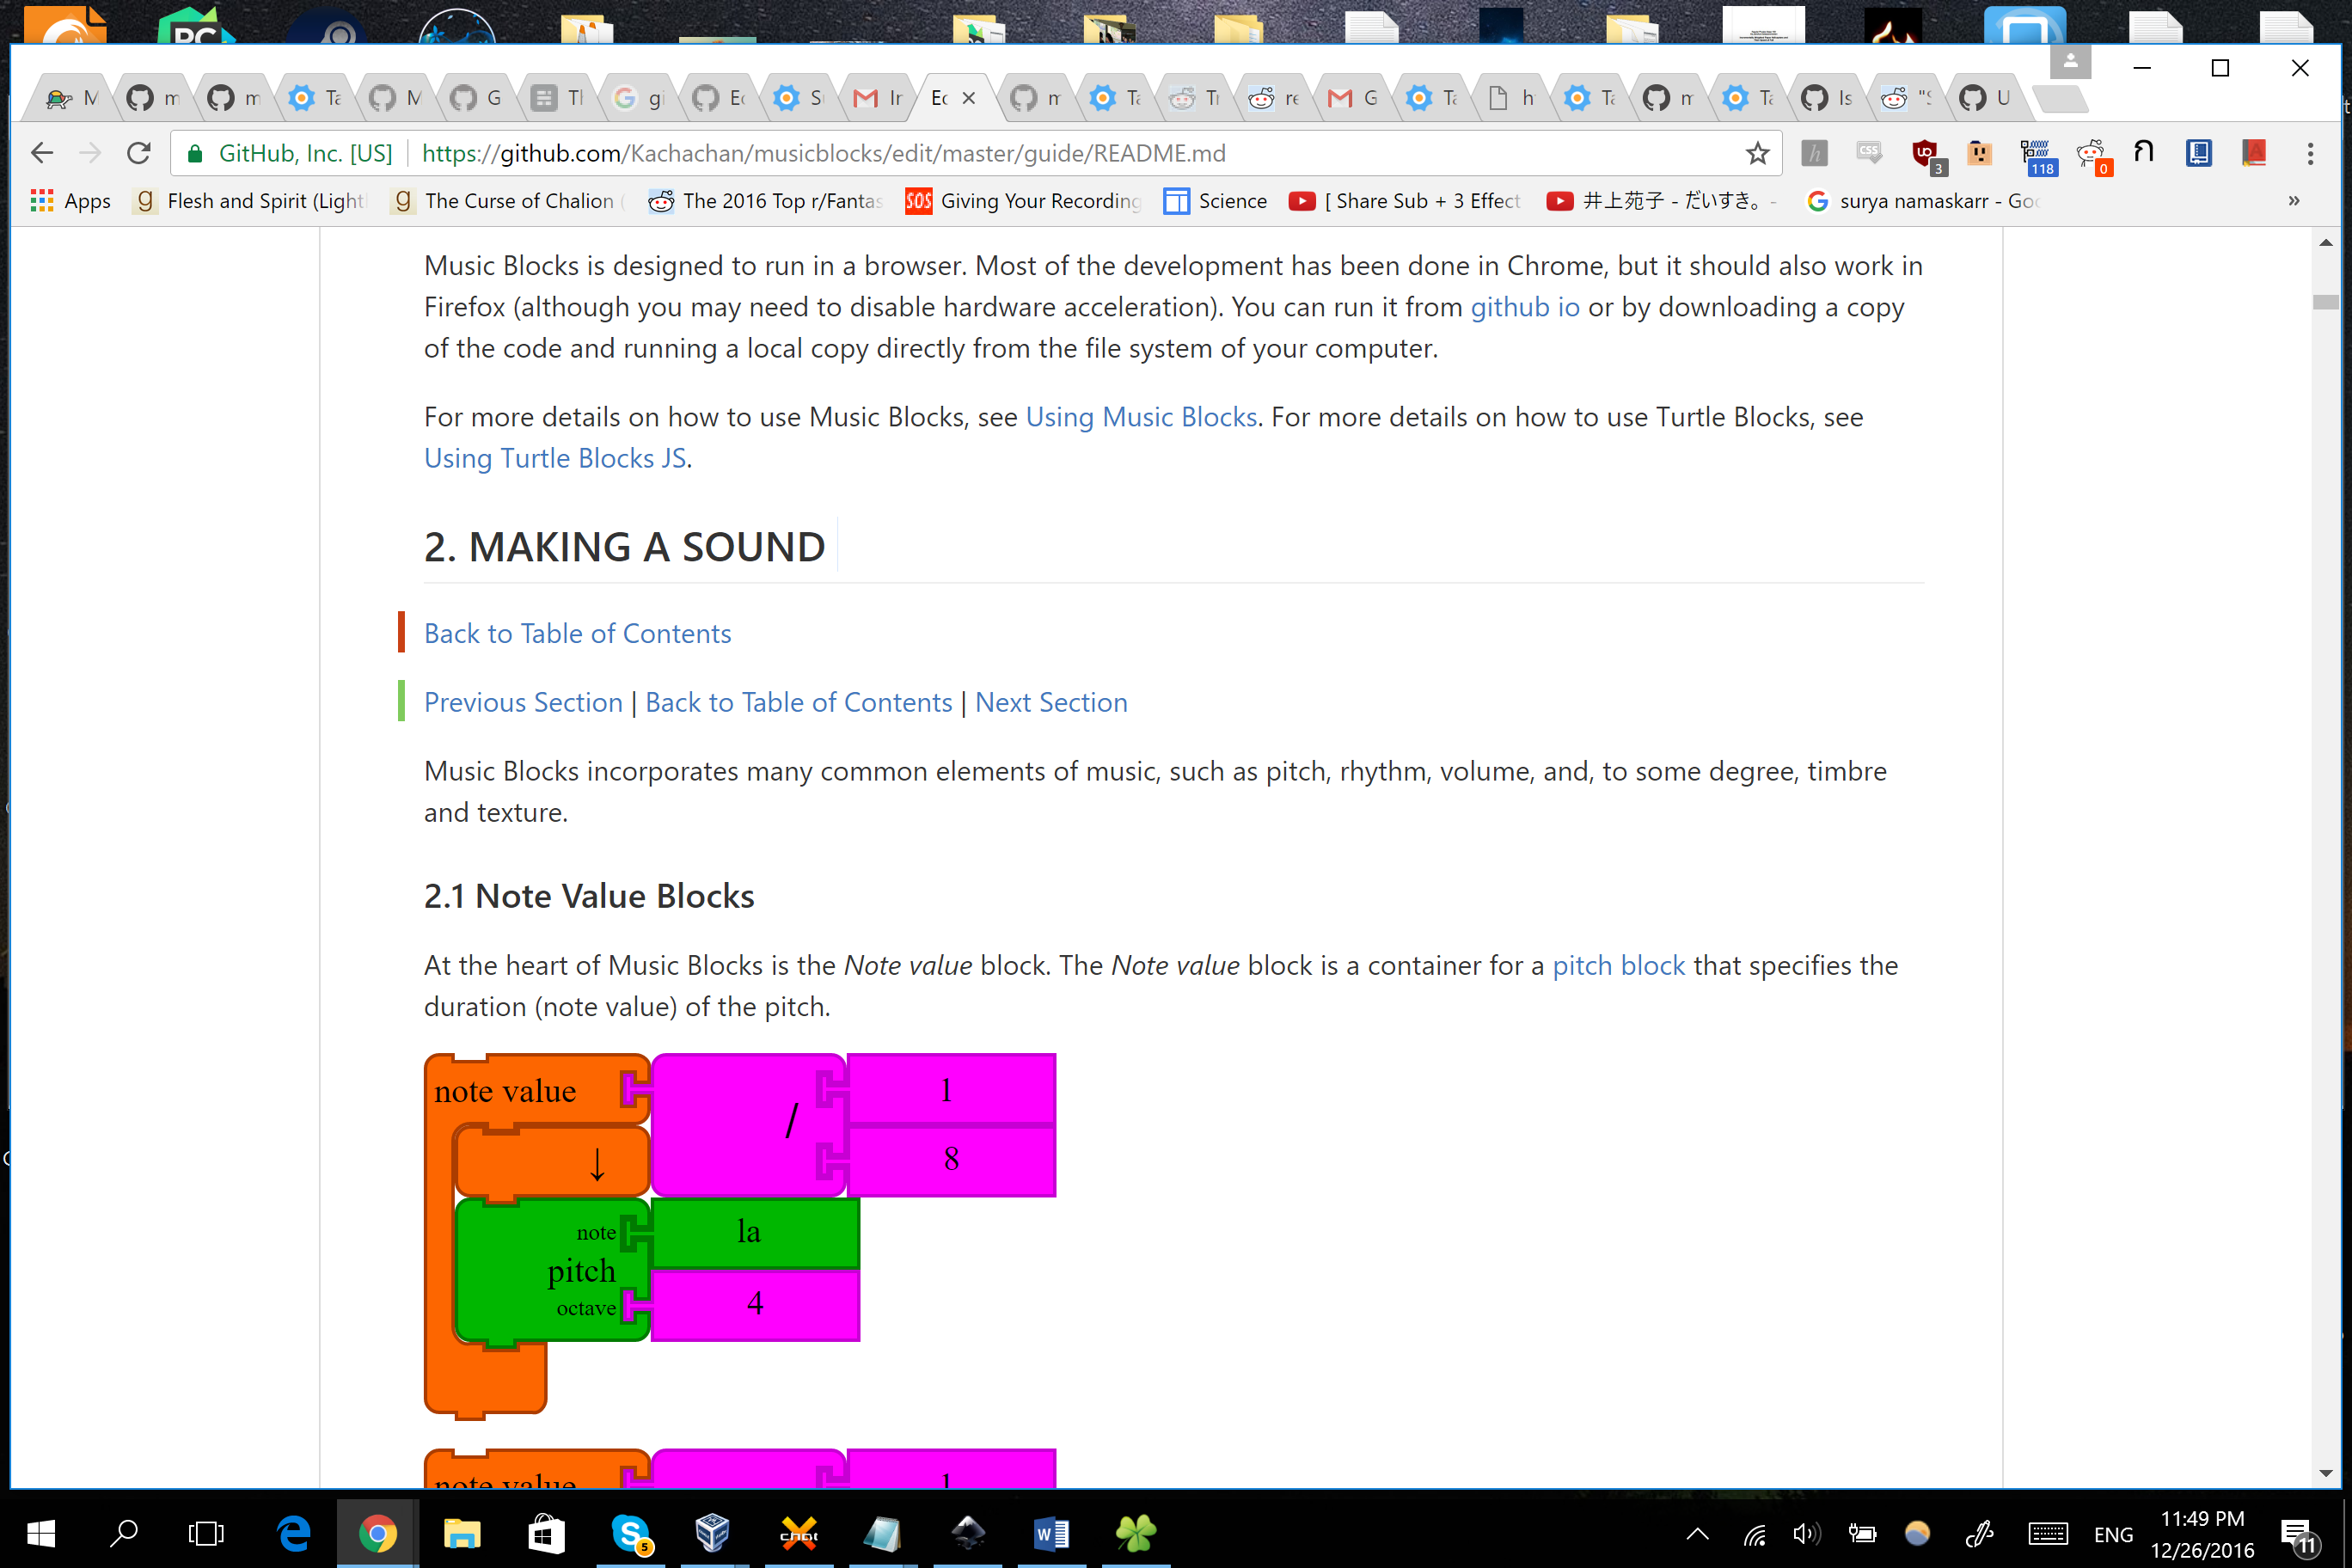 PC
M
m
m
Ta
M
G
Tl
gi
Ec
Si
Ir
Ec
m
Ta
Tr
re
G
Ta
h
Ta
m
Ta
Is
"S
U
GitHub, Inc. [US]
https://github.com/Kachachan/musicblocks/edit/master/guide/README.md
h
CSS
3
118
0
Apps
Flesh and Spirit (Light
The Curse of Chalion (
The 2016 Top r/Fantas
SOS
Giving Your Recording
Science
[ Share Sub + 3 Effect
井上苑子 - だいすき。 -
surya namaskarr - Goo
»
Music Blocks is designed to run in a browser. Most of the development has been done in Chrome, but it should also work in
Firefox (although you may need to disable hardware acceleration). You can run it from github io or by downloading a copy
of the code and running a local copy directly from the file system of your computer.
For more details on how to use Music Blocks, see Using Music Blocks. For more details on how to use Turtle Blocks, see
Using Turtle Blocks JS.
2. MAKING A SOUND
Back to Table of Contents
Previous Section | Back to Table of Contents | Next Section
Music Blocks incorporates many common elements of music, such as pitch, rhythm, volume, and, to some degree, timbre
and texture.
2.1 Note Value Blocks
At the heart of Music Blocks is the Note value block. The Note value block is a container for a pitch block that specifies the
duration (note value) of the pitch.
note value
/
1
8
↓
note
la
pitch
octave
4
note value
1
5
chat
ENG
11:49 PM
12/26/2016
11